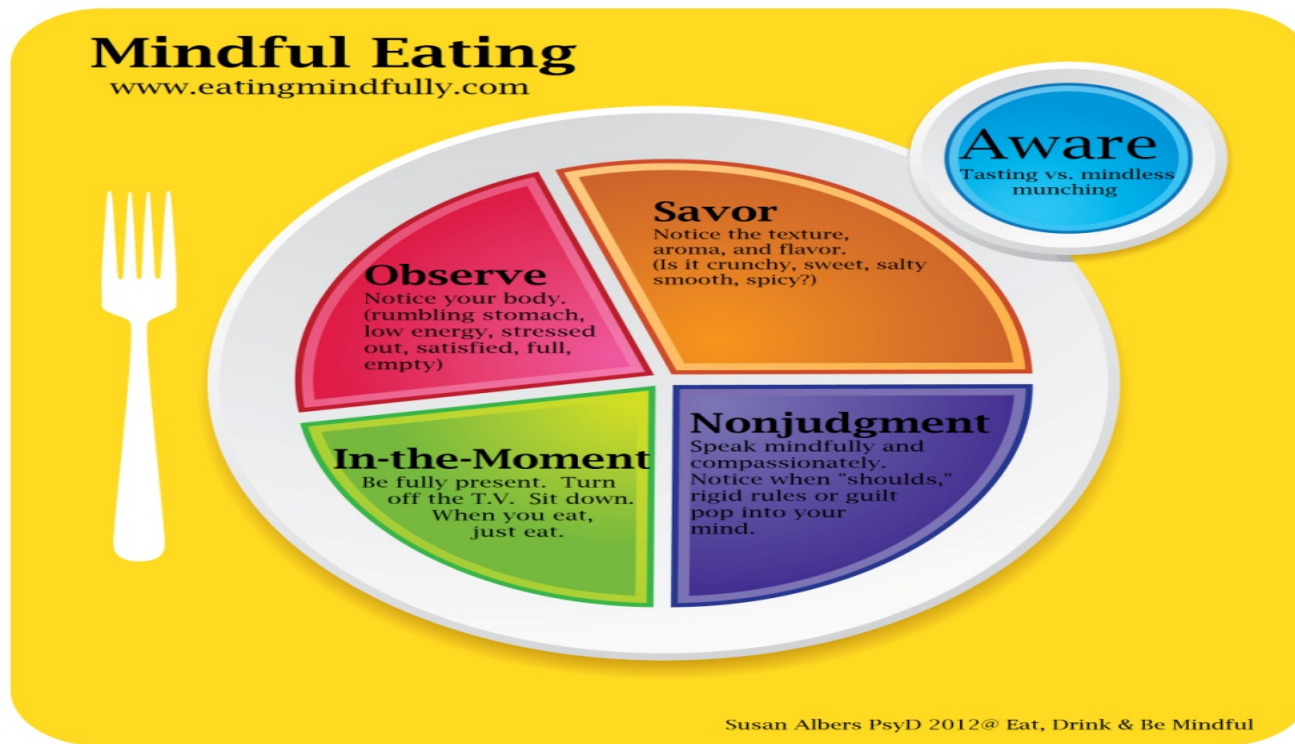 Mindful Eating
www.eatingmindfully.com
Aware
Tasting vs. mindless
munching
Savor
Notice the texture,
aroma, and flavor.
(Is it crunchy, sweet, salty
smooth, spicy?)
Observe
Notice your body.
(rumbling stomach,
low energy, stressed
out, satisfied, full,
empty)
In-the-Moment
Be fully present.  Turn
off the T.V.  Sit down.
When you eat,
just eat.
Nonjudgment
Speak mindfully and
compassionately.
Notice when "shoulds,"
rigid rules or guilt
pop into your
mind.
Susan Albers PsyD 2012@ Eat, Drink & Be Mindful